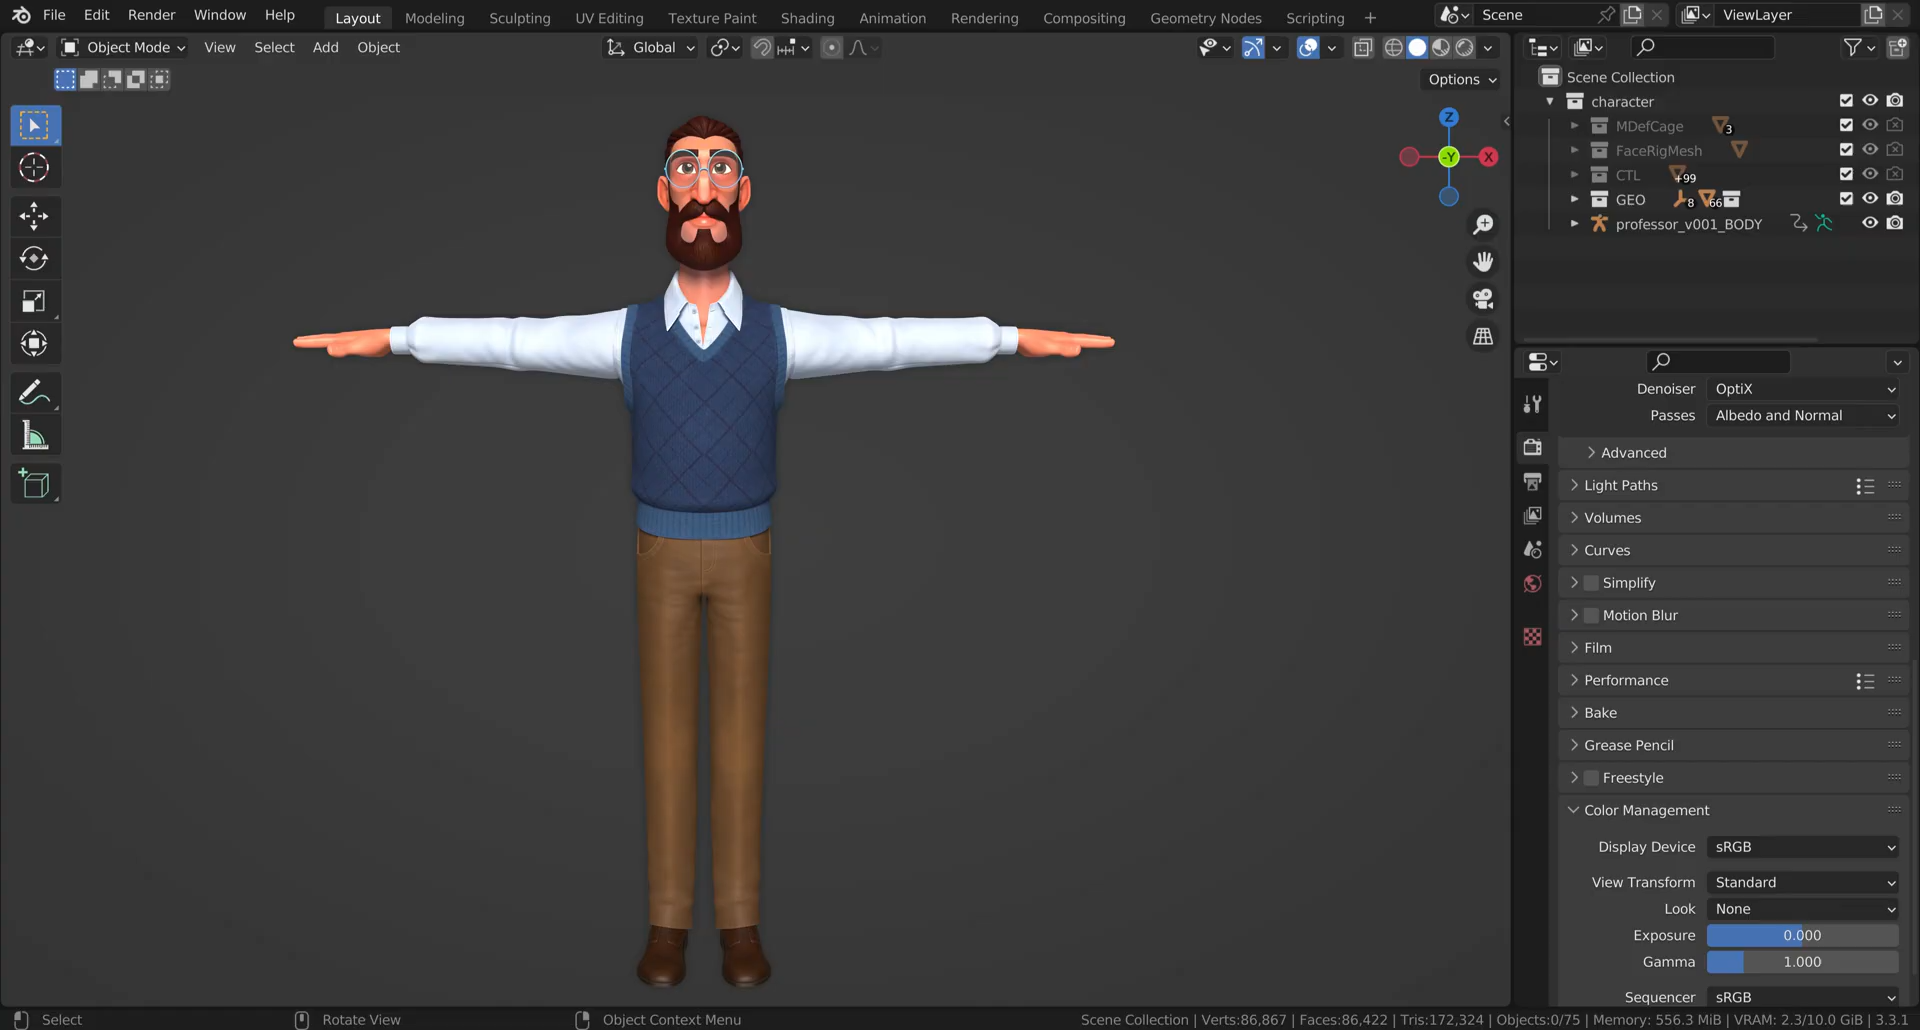 File Edit Render Window Help Layout Modeling Sculpting UV Editing Texture Paint Shading Animation Rendering Compositing Geometry Nodes Scripting + Scene ViewLayer
Object Mode View Select Add Object Global
Options
Z
-Y X
Scene Collection
character
MDefCage 3
FaceRigMesh
CTL +99
GEO 8 66
professor_v001_BODY
Denoiser OptiX
Passes Albedo and Normal
Advanced
Light Paths
Volumes
Curves
Simplify
Motion Blur
Film
Performance
Bake
Grease Pencil
Freestyle
Color Management
Display Device sRGB
View Transform Standard
Look None
Exposure 0.000
Gamma 1.000
Sequencer sRGB
Select Rotate View Object Context Menu Scene Collection | Verts:86,867 | Faces:86,422 | Tris:172,324 | Objects:0/75 | Memory: 556.3 MiB | VRAM: 2.3/10.0 GiB | 3.3.1